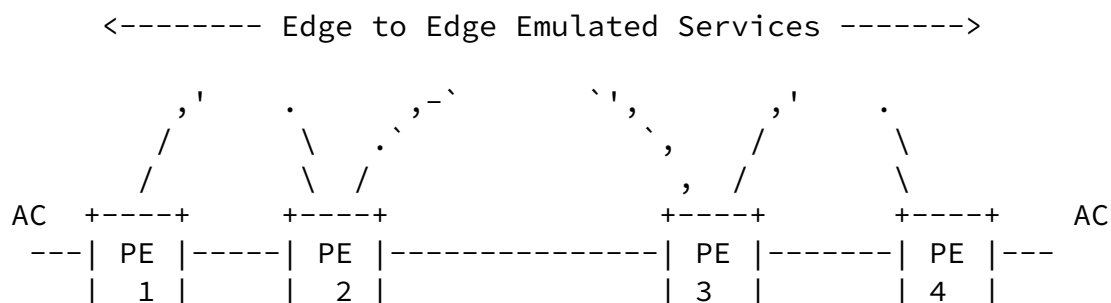 <-------- Edge to Edge Emulated Services ------->
,' . ,-` `', ,' .
/ \ .` `, / \
/ \ / , / \
AC +----+ +----+ +----+ +----+ AC
---| PE |-----| PE |---------------| PE |-------| PE |---
| 1 | | 2 | | 3 | | 4 |